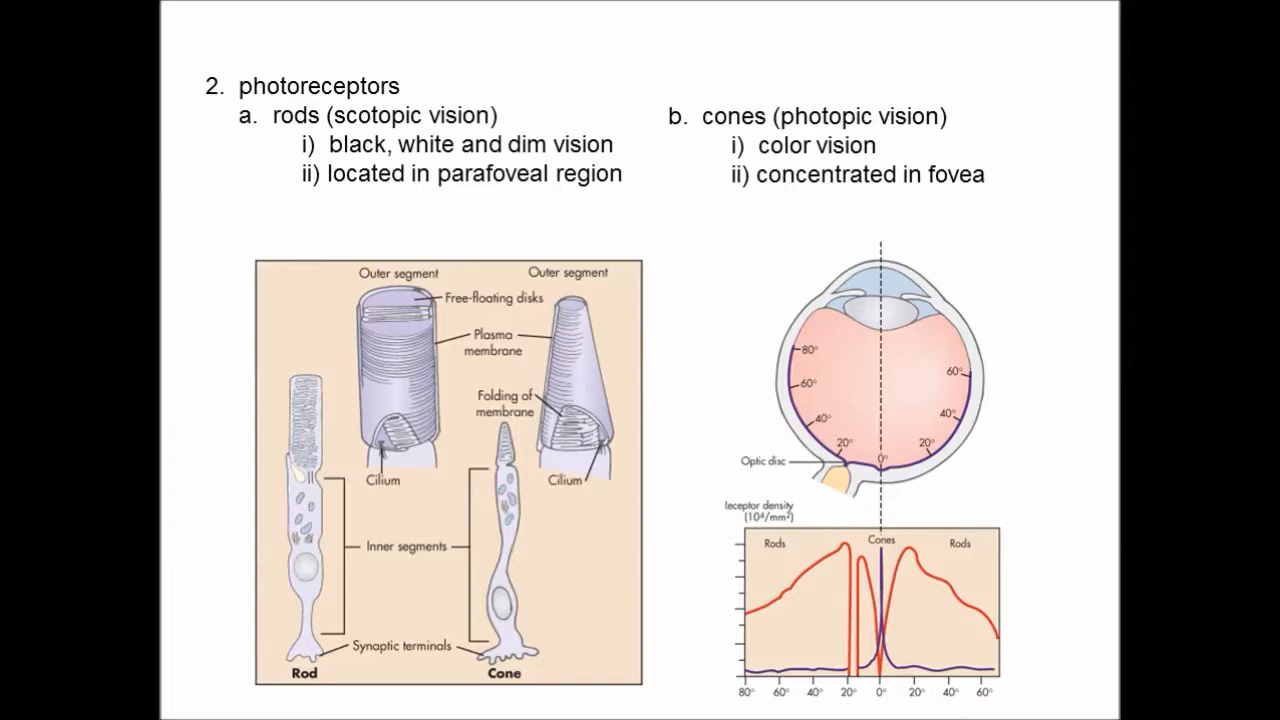 2. photoreceptors
a. rods (scotopic vision)
i) black, white and dim vision
ii) located in parafoveal region
b. cones (photopic vision)
i) color vision
ii) concentrated in fovea
Outer segment
Outer segment
Free-floating disks
Plasma
membrane
Folding of
membrane
Cilium
Cilium
Inner segments
Synaptic terminals
Rod
Cone
80°
60°
40°
20°
0°
20°
40°
60°
Optic disc
eceptor density
(10⁴/mm²)
Rods
Cones
Rods
80° 60° 40° 20° 0° 20° 40° 60°